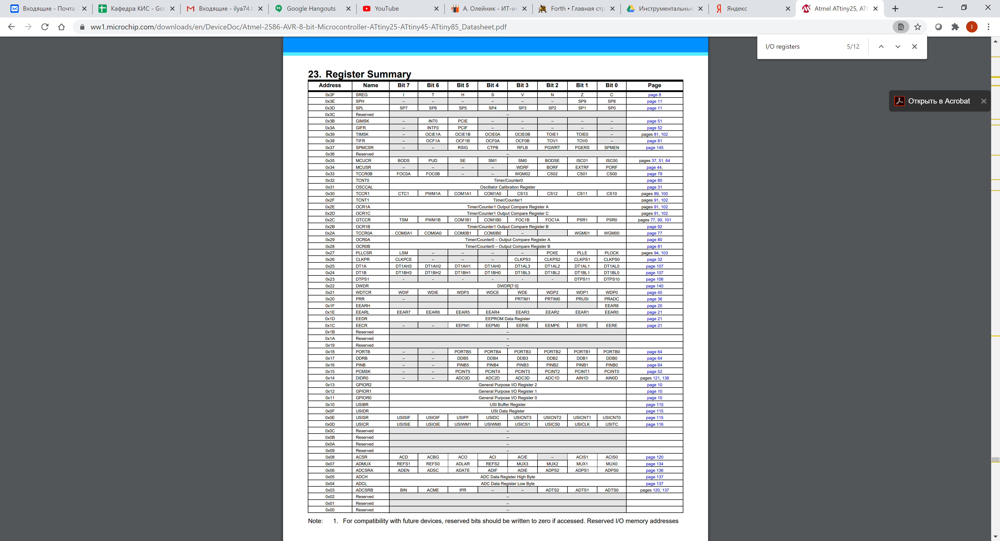 Входящие - Почта
Кафедра КИС - Goo
Входящие - ilya74.t
Google Hangouts
YouTube
А. Олейник - ИТ-ин
Forth • Главная стр
Инструментальные
Яндекс
Atmel ATtiny25, ATt
ww1.microchip.com/downloads/en/DeviceDoc/Atmel-2586-AVR-8-bit-Microcontroller-ATtiny25-ATtiny45-ATtiny85_Datasheet.pdf
I
I/O registers 5/12
Открыть в Acrobat
23. Register Summary
Address Name Bit 7 Bit 6 Bit 5 Bit 4 Bit 3 Bit 2 Bit 1 Bit 0 Page
0x3F SREG I T H S V N Z C page 8
0x3E SPH – – – – – – SP9 SP8 page 11
0x3D SPL SP7 SP6 SP5 SP4 SP3 SP2 SP1 SP0 page 11
0x3C Reserved –
0x3B GIMSK – INT0 PCIE – – – – – page 51
0x3A GIFR – INTF0 PCIF – – – – – page 52
0x39 TIMSK – OCIE1A OCIE1B OCIE0A OCIE0B TOIE1 TOIE0 – pages 81, 102
0x38 TIFR – OCF1A OCF1B OCF0A OCF0B TOV1 TOV0 – page 81
0x37 SPMCSR – – RSIG CTPB RFLB PGWRT PGERS SPMEN page 145
0x36 Reserved –
0x35 MCUCR BODS PUD SE SM1 SM0 BODSE ISC01 ISC00 pages 37, 51, 64
0x34 MCUSR – – – – WDRF BORF EXTRF PORF page 44,
0x33 TCCR0B FOC0A FOC0B – – WGM02 CS02 CS01 CS00 page 79
0x32 TCNT0 Timer/Counter0 page 80
0x31 OSCCAL Oscillator Calibration Register page 31
0x30 TCCR1 CTC1 PWM1A COM1A1 COM1A0 CS13 CS12 CS11 CS10 pages 89, 100
0x2F TCNT1 Timer/Counter1 pages 91, 102
0x2E OCR1A Timer/Counter1 Output Compare Register A pages 91, 102
0x2D OCR1C Timer/Counter1 Output Compare Register C pages 91, 102
0x2C GTCCR TSM PWM1B COM1B1 COM1B0 FOC1B FOC1A PSR1 PSR0 pages 77, 90, 101
0x2B OCR1B Timer/Counter1 Output Compare Register B page 92
0x2A TCCR0A COM0A1 COM0A0 COM0B1 COM0B0 – WGM01 WGM00 page 77
0x29 OCR0A Timer/Counter0 – Output Compare Register A page 80
0x28 OCR0B Timer/Counter0 – Output Compare Register B page 81
0x27 PLLCSR LSM – – – – PCKE PLLE PLOCK pages 94, 103
0x26 CLKPR CLKPCE – – – CLKPS3 CLKPS2 CLKPS1 CLKPS0 page 32
0x25 DT1A DT1AH3 DT1AH2 DT1AH1 DT1AH0 DT1AL3 DT1AL2 DT1AL1 DT1AL0 page 107
0x24 DT1B DT1BH3 DT1BH2 DT1BH1 DT1BH0 DT1BL3 DT1BL2 DT1BL1 DT1BL0 page 107
0x23 DTPS1 - - - - - - DTPS11 DTPS10 page 106
0x22 DWDR DWDR[7:0] page 140
0x21 WDTCR WDIF WDIE WDP3 WDCE WDE WDP2 WDP1 WDP0 page 45
0x20 PRR – PRTIM1 PRTIM0 PRUSI PRADC page 36
0x1F EEARH EEAR8 page 20
0x1E EEARL EEAR7 EEAR6 EEAR5 EEAR4 EEAR3 EEAR2 EEAR1 EEAR0 page 21
0x1D EEDR EEPROM Data Register page 21
0x1C EECR – – EEPM1 EEPM0 EERIE EEMPE EEPE EERE page 21
0x1B Reserved –
0x1A Reserved –
0x19 Reserved –
0x18 PORTB – – PORTB5 PORTB4 PORTB3 PORTB2 PORTB1 PORTB0 page 64
0x17 DDRB – – DDB5 DDB4 DDB3 DDB2 DDB1 DDB0 page 64
0x16 PINB – – PINB5 PINB4 PINB3 PINB2 PINB1 PINB0 page 64
0x15 PCMSK – – PCINT5 PCINT4 PCINT3 PCINT2 PCINT1 PCINT0 page 52
0x14 DIDR0 – – ADC0D ADC2D ADC3D ADC1D AIN1D AIN0D pages 121, 138
0x13 GPIOR2 General Purpose I/O Register 2 page 10
0x12 GPIOR1 General Purpose I/O Register 1 page 10
0x11 GPIOR0 General Purpose I/O Register 0 page 10
0x10 USIBR USI Buffer Register page 115
0x0F USIDR USI Data Register page 115
0x0E USISR USISIF USIOIF USIPF USIDC USICNT3 USICNT2 USICNT1 USICNT0 page 115
0x0D USICR USISIE USIOIE USIWM1 USIWM0 USICS1 USICS0 USICLK USITC page 116
0x0C Reserved –
0x0B Reserved –
0x0A Reserved –
0x09 Reserved –
0x08 ACSR ACD ACBG ACO ACI ACIE – ACIS1 ACIS0 page 120
0x07 ADMUX REFS1 REFS0 ADLAR REFS2 MUX3 MUX2 MUX1 MUX0 page 134
0x06 ADCSRA ADEN ADSC ADATE ADIF ADIE ADPS2 ADPS1 ADPS0 page 136
0x05 ADCH ADC Data Register High Byte page 137
0x04 ADCL ADC Data Register Low Byte page 137
0x03 ADCSRB BIN ACME IPR – – ADTS2 ADTS1 ADTS0 pages 120, 137
0x02 Reserved –
0x01 Reserved –
0x00 Reserved –
Note: 1. For compatibility with future devices, reserved bits should be written to zero if accessed. Reserved I/O memory addresses